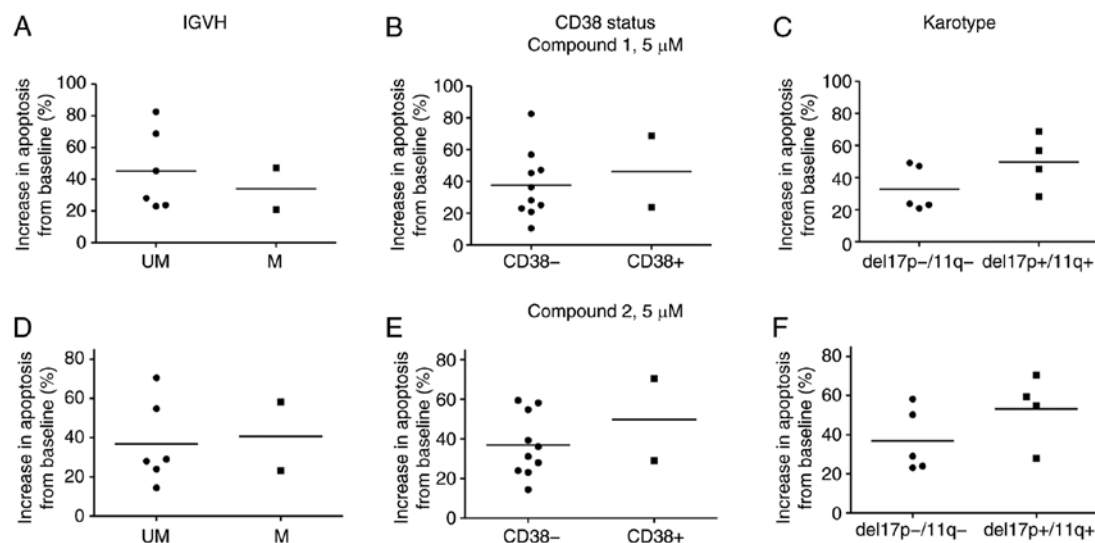 A
IGVH
B
CD38 status
Compound 1, 5 μM
C
Karotype
Increase in apoptosis
from baseline (%)
100
80
60
40
20
0
UM
M
Increase in apoptosis
from baseline (%)
100
80
60
40
20
0
CD38–
CD38+
Increase in apoptosis
from baseline (%)
100
80
60
40
20
0
del17p–/11q–
del17p+/11q+
D
E
Compound 2, 5 μM
F
Increase in apoptosis
from baseline (%)
80
60
40
20
0
UM
M
Increase in apoptosis
from baseline (%)
80
60
40
20
0
CD38–
CD38+
Increase in apoptosis
from baseline (%)
80
60
40
20
0
del17p–/11q–
del17p+/11q+